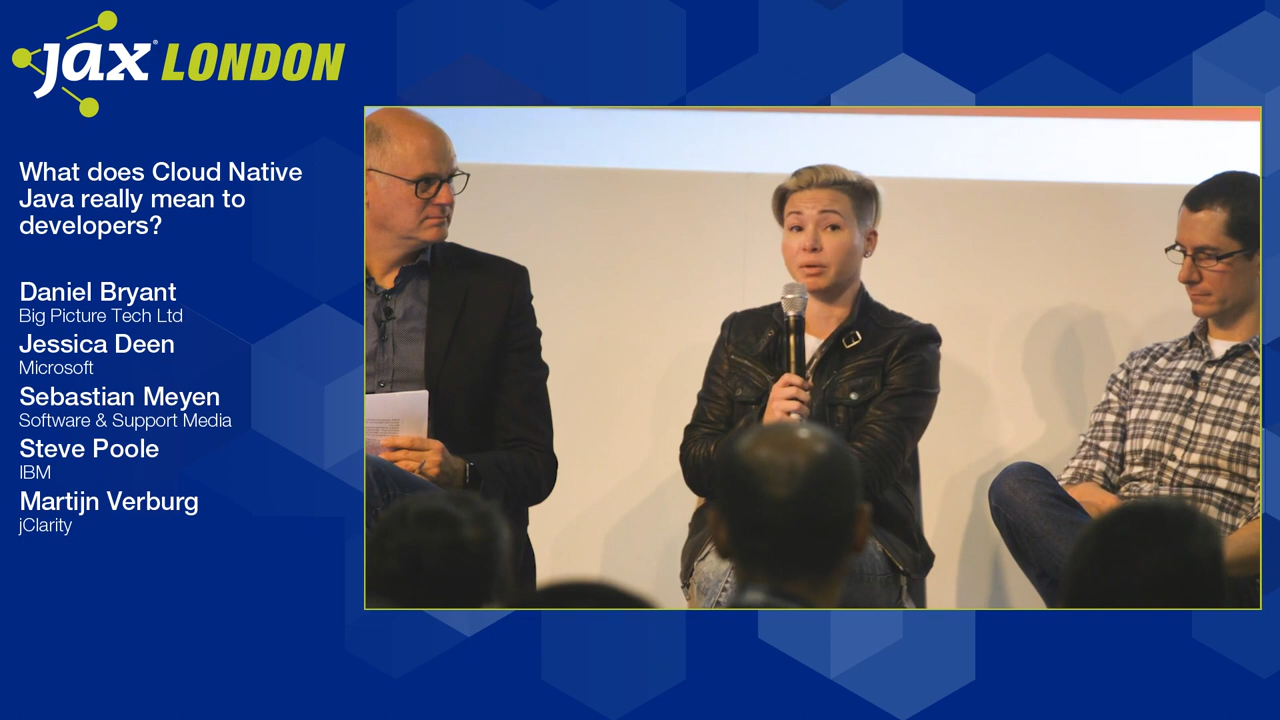 jax® LONDON
What does Cloud Native
Java really mean to
developers?
Daniel Bryant
Big Picture Tech Ltd
Jessica Deen
Microsoft
Sebastian Meyen
Software & Support Media
Steve Poole
IBM
Martijn Verburg
jClarity